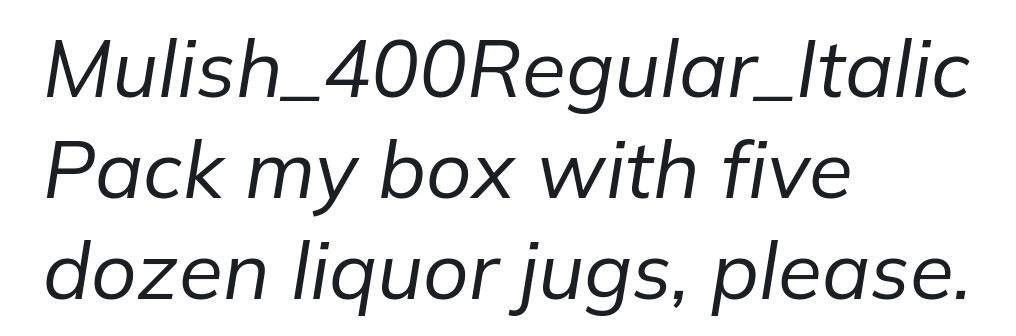 Mulish_400Regular_Italic
Pack my box with five
dozen liquor jugs, please.